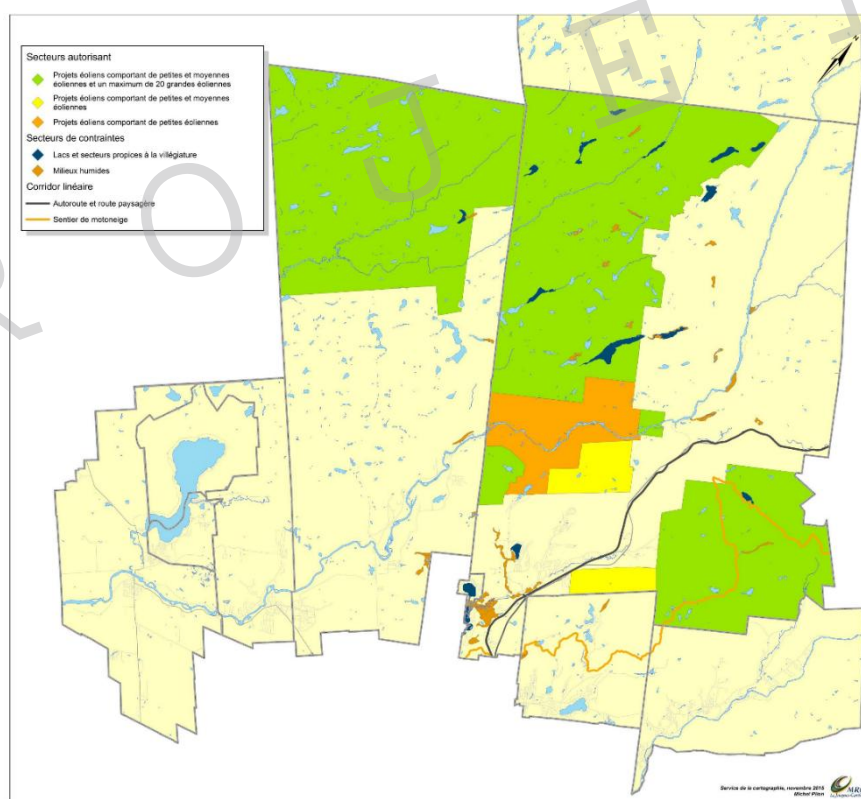 Secteurs autorisant
Projets éoliens comportant de petites et moyennes
éoliennes et un maximum de 20 grandes éoliennes
Projets éoliens comportant de petites et moyennes
éoliennes
Projets éoliens comportant de petites éoliennes
Secteurs de contraintes
Lacs et secteurs propices à la villégiature
Milieux humides
Corridor linéaire
Autoroute et route paysagère
Sentier de motoneige
R O J E
Service de la cartographie, novembre 2015
Michel Pilon
MRC